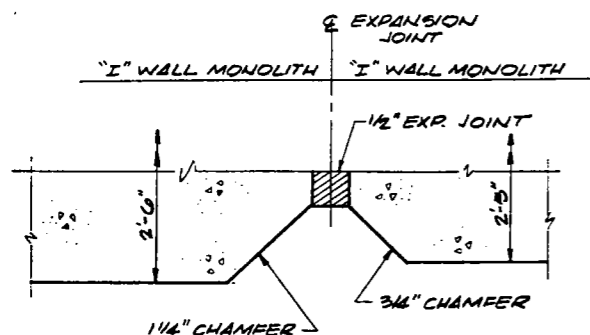 ℄ EXPANSION
JOINT
"I" WALL MONOLITH
"I" WALL MONOLITH
1/2" EXP. JOINT
2'-6"
2'-5"
3/4" CHAMFER
1 1/4" CHAMFER